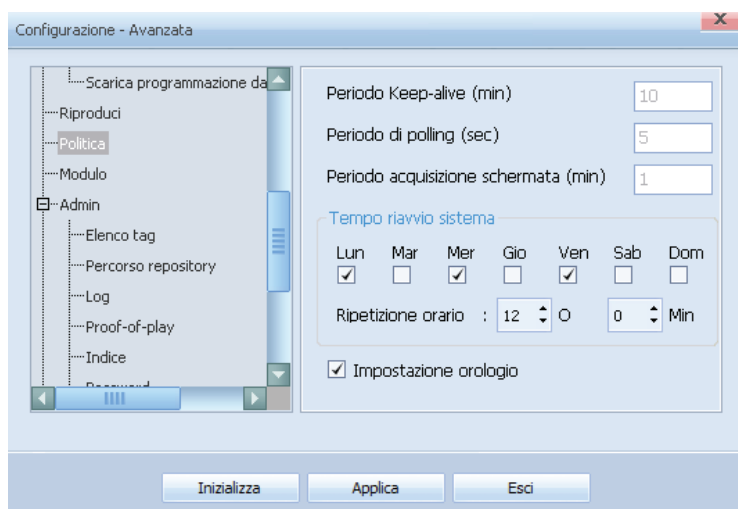 Configurazione - Avanzata
x
Scarica programmazione da
Riproduci
Politica
Modulo
Admin
Elenco tag
Percorso repository
Log
Proof-of-play
Indice
Password
Periodo Keep-alive (min) 10
Periodo di polling (sec) 5
Periodo acquisizione schermata (min) 1
Tempo riavvio sistema
Lun Mar Mer Gio Ven Sab Dom
Ripetizione orario : 12 O 0 Min
Impostazione orologio
Inizializza Applica Esci